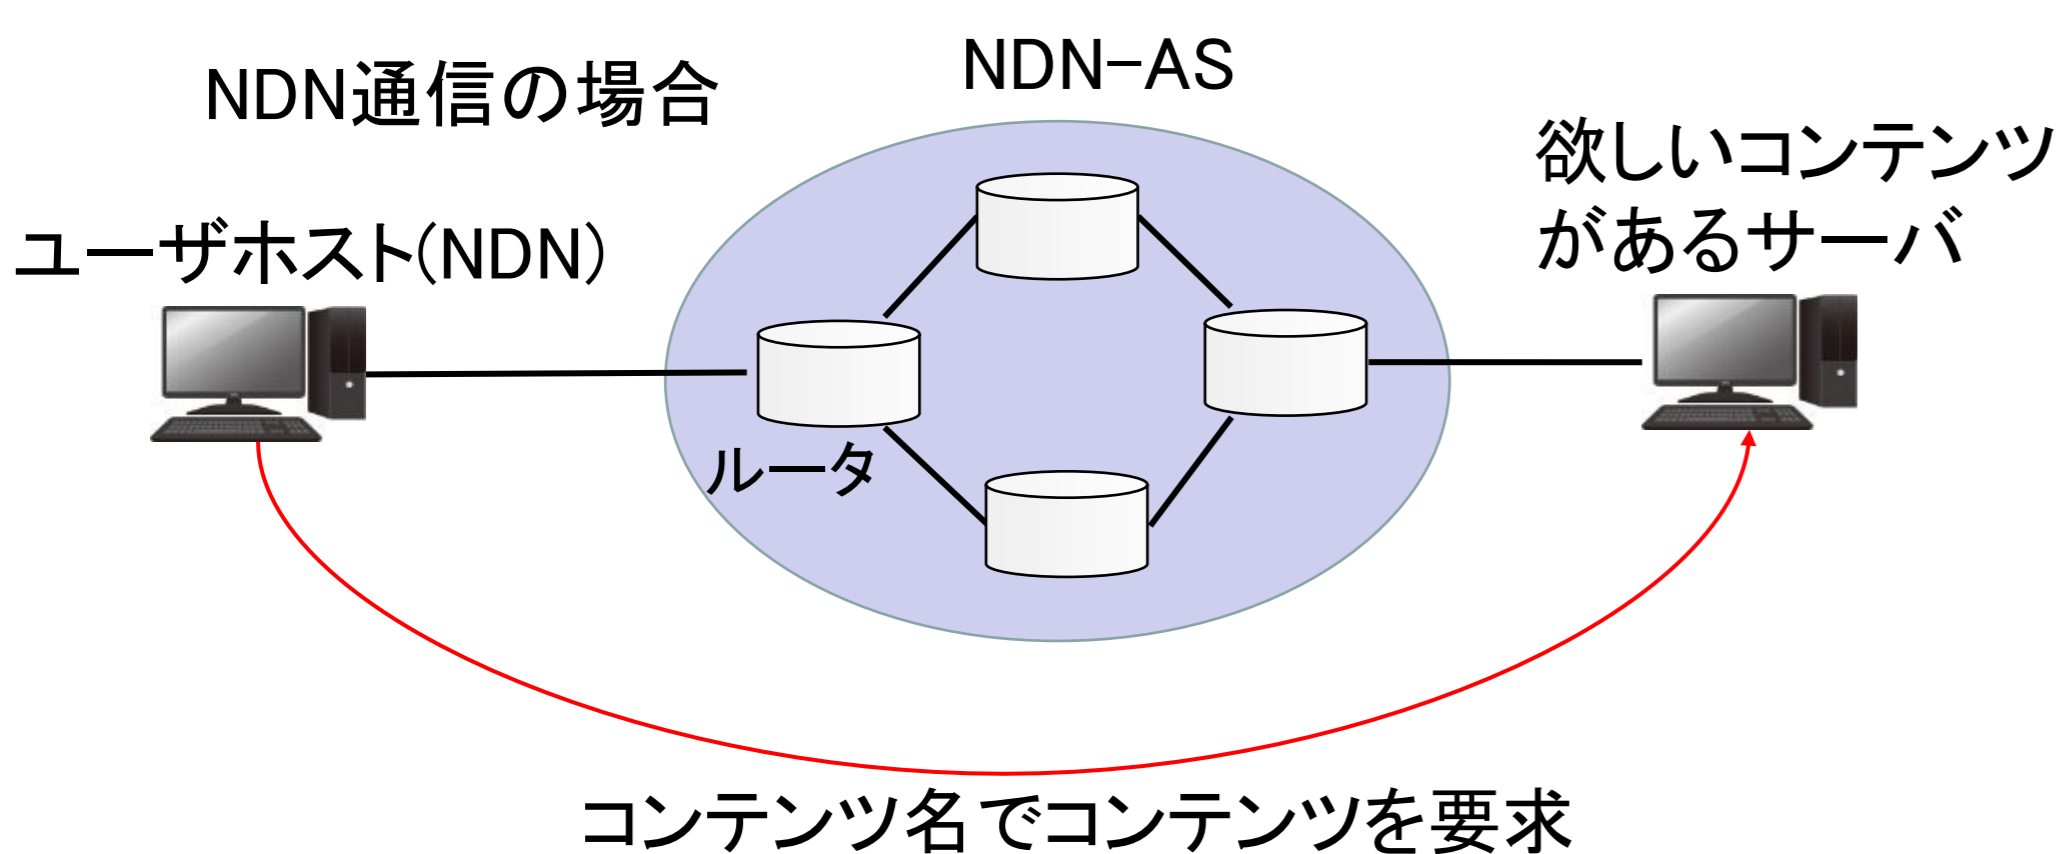 NDN通信の場合
NDN-AS
欲しいコンテンツ
があるサーバ
ユーザホスト(NDN)
ルータ
コンテンツ名でコンテンツを要求